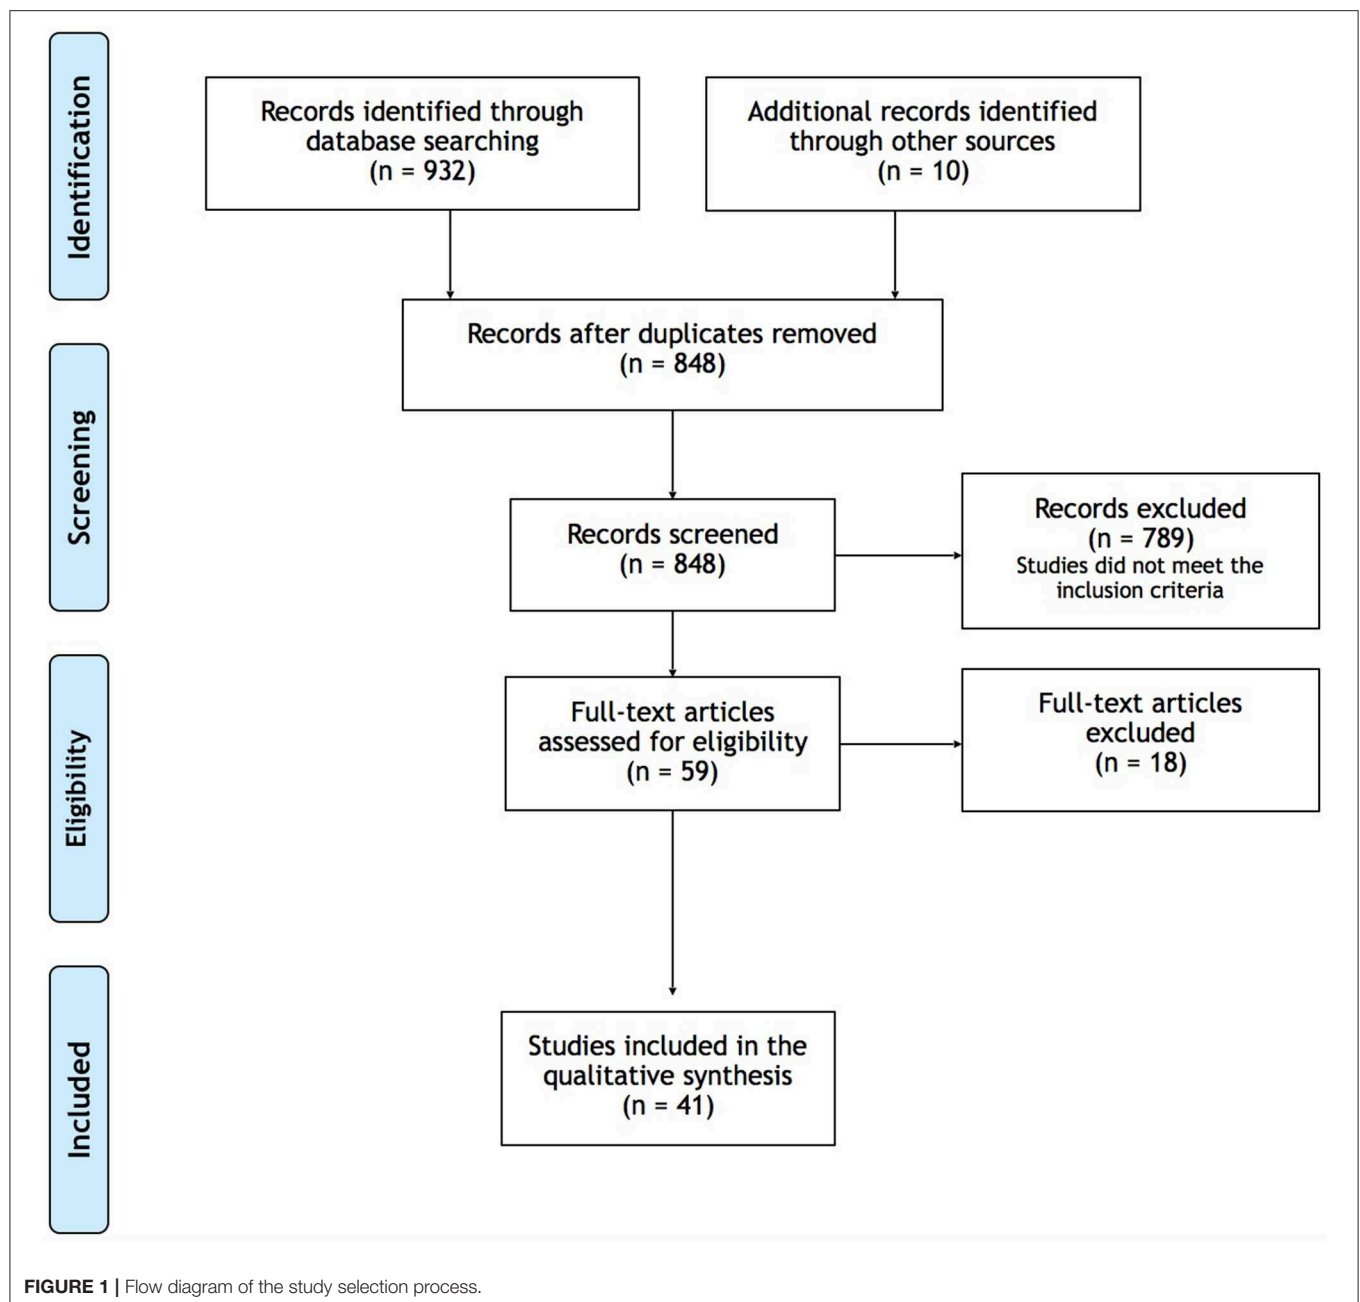 Identification
Records identified through
database searching
(n = 932)
Additional records identified
through other sources
(n = 10)
Records after duplicates removed
(n = 848)
Screening
Records screened
(n = 848)
Records excluded
(n = 789)
Studies did not meet the
inclusion criteria
Eligibility
Full-text articles
assessed for eligibility
(n = 59)
Full-text articles
excluded
(n = 18)
Included
Studies included in the
qualitative synthesis
(n = 41)
FIGURE 1 | Flow diagram of the study selection process.